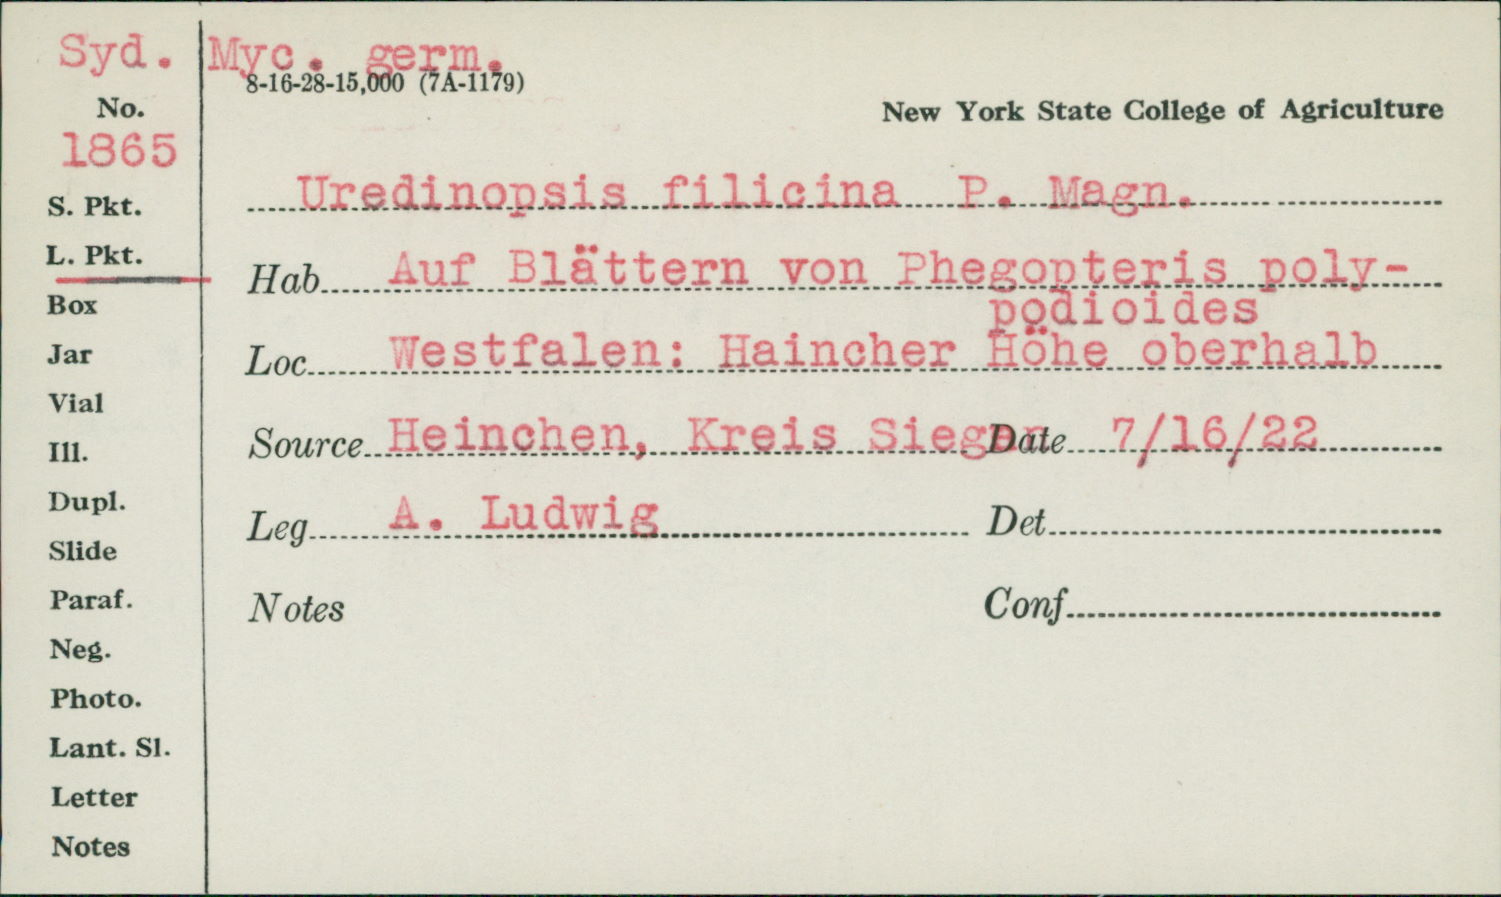 Syd. Myc. germ.
8-16-28-15,000 (7A-1179)
No.
New York State College of Agriculture
1865
Uredinopsis filicina P. Magn.
S. Pkt.
L. Pkt.
Hab Auf Blättern von Phegopteris poly-
podioides
Box
Jar
Loc Westfalen: Haincher Höhe oberhalb
Vial
Source Heinchen, Kreis Siegen Date 7/16/22
Ill.
Dupl.
Leg A. Ludwig Det
Slide
Paraf.
Notes Conf
Neg.
Photo.
Lant. Sl.
Letter
Notes